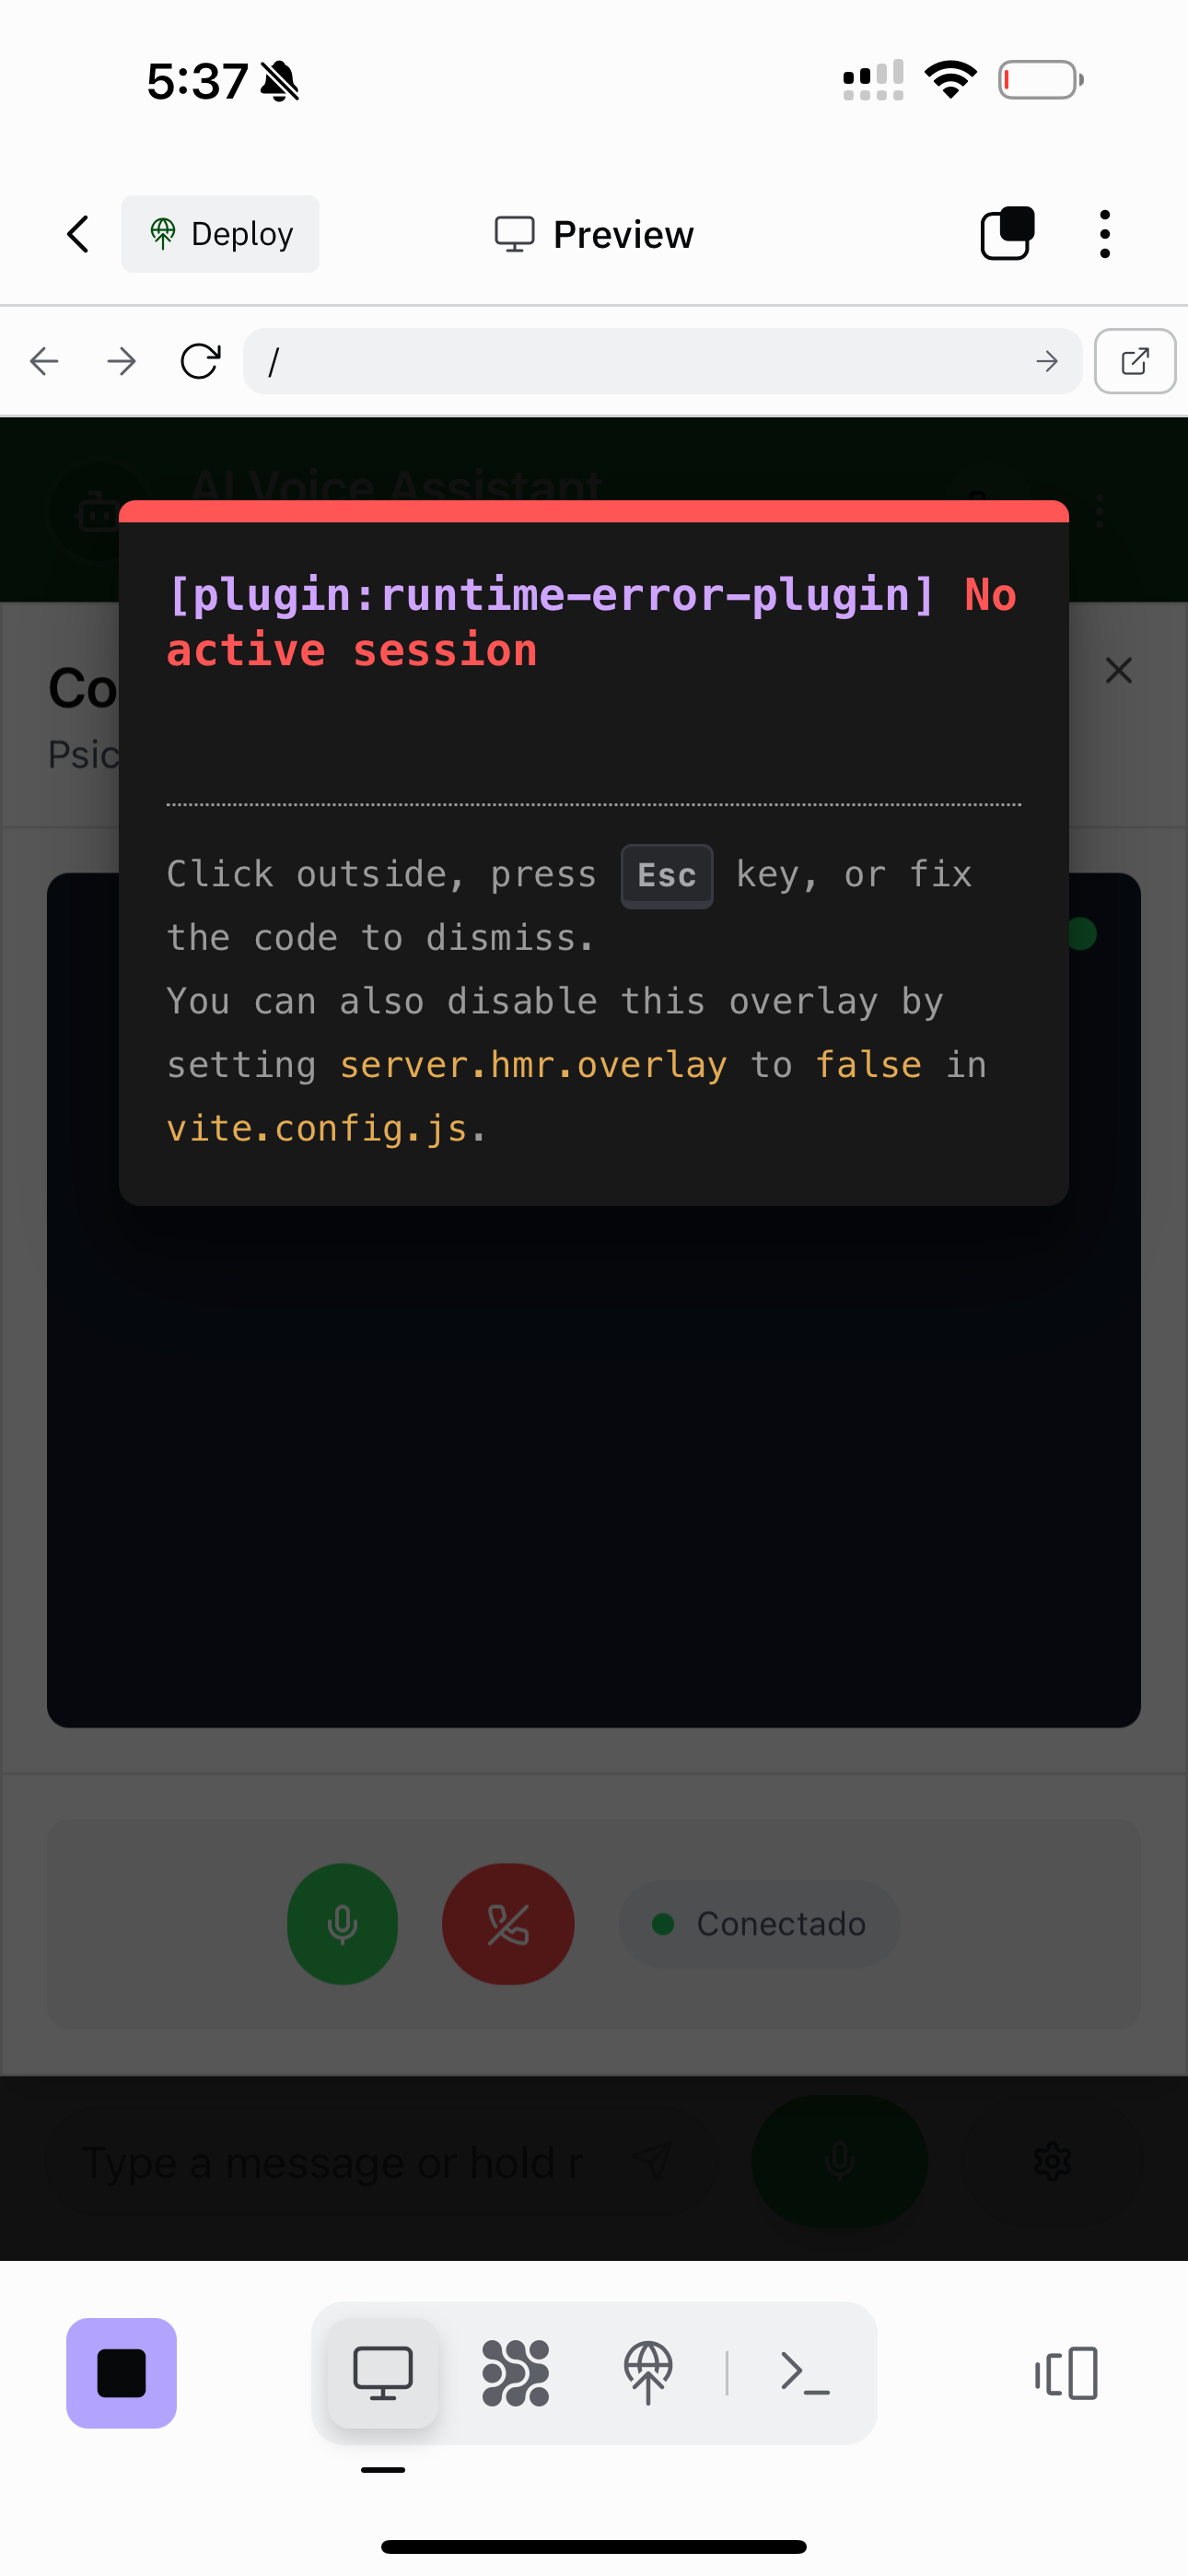 5:37
Deploy
Preview
/
AI Voice Assistant
[plugin:runtime-error-plugin] No
active session
Co
Psic
Click outside, press Esc key, or fix
the code to dismiss.
You can also disable this overlay by
setting server.hmr.overlay to false in
vite.config.js.
Conectado
Type a message or hold r